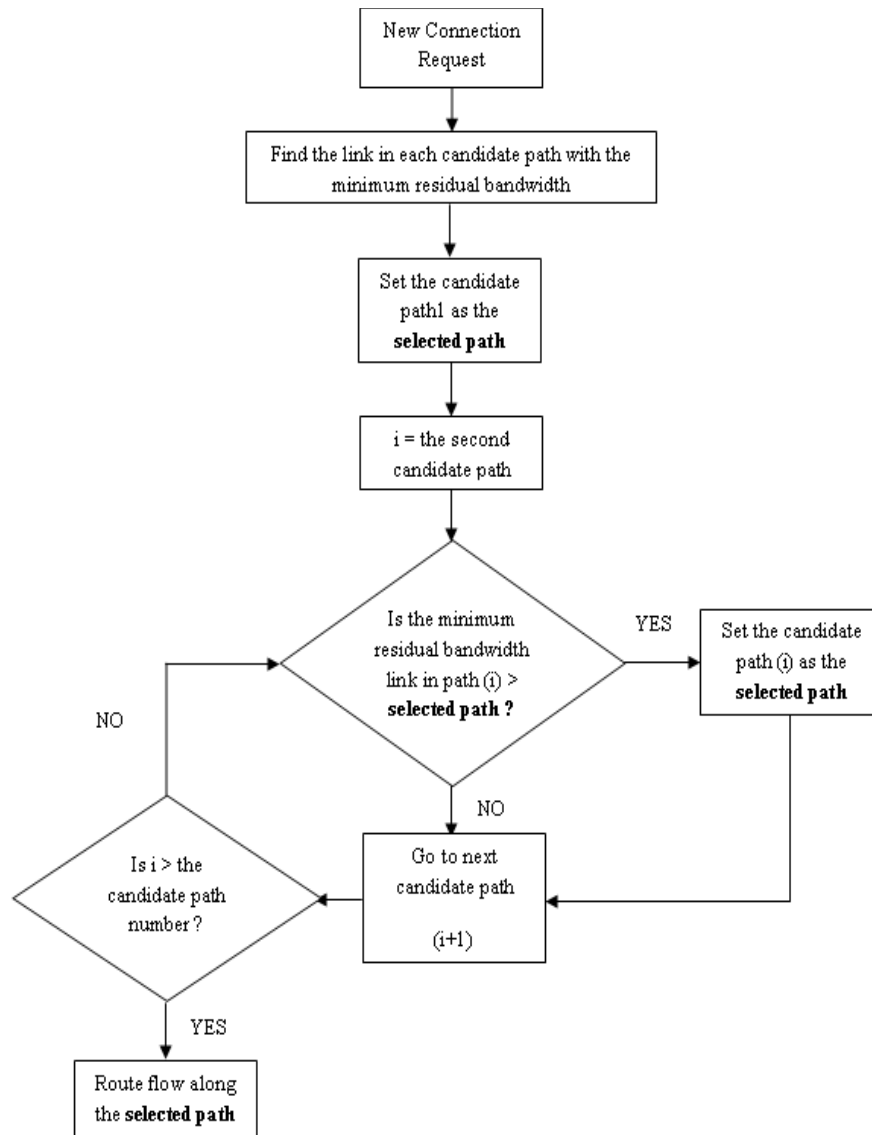 New Connection
Request
Find the link in each candidate path with the
minimum residual bandwidth
Set the candidate
path1 as the
selected path
i = the second
candidate path
Is the minimum
residual bandwidth
link in path (i) >
selected path ?
YES
Set the candidate
path (i) as the
selected path
NO
NO
Go to next
candidate path
(i+1)
Is i > the
candidate path
number ?
YES
Route flow along
the selected path